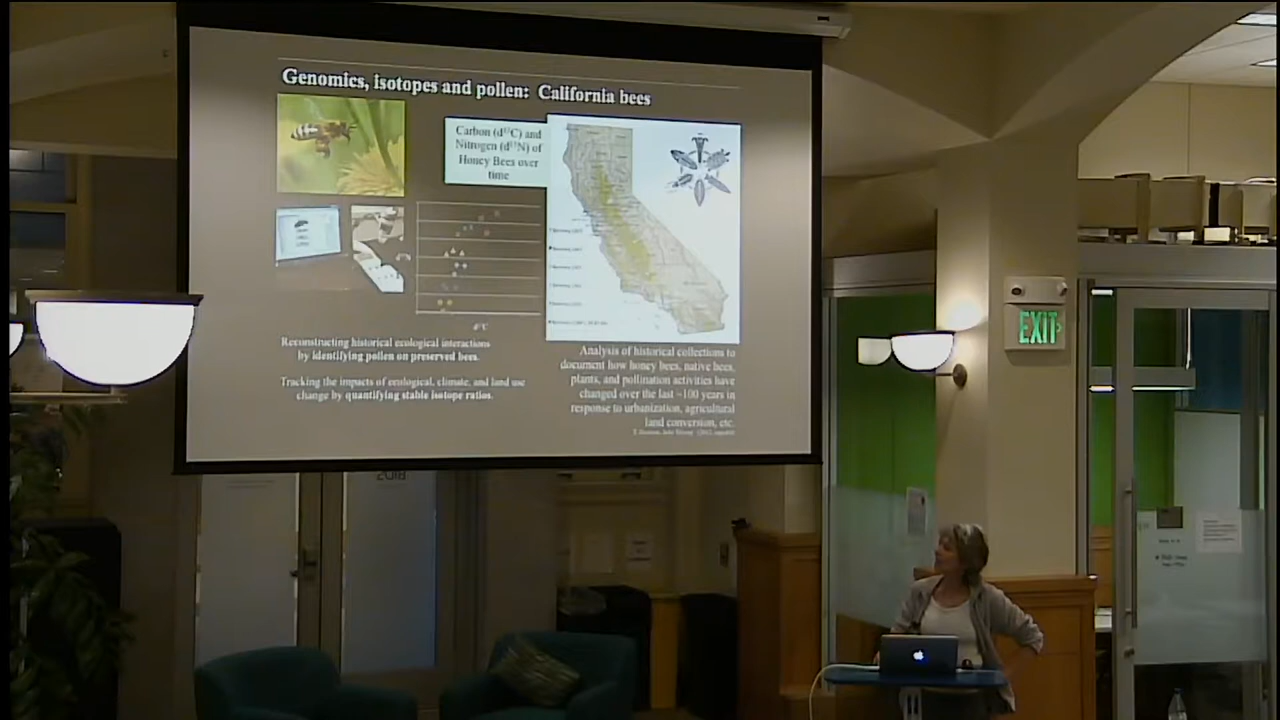 Genomics, isotopes and pollen: California bees
Carbon (d¹³C) and
Nitrogen (d¹⁵N) of
Honey Bees over
time
Reconstructing historical ecological interactions
by identifying pollen on preserved bees.
Tracking the impacts of ecological, climate, and land use
change by quantifying stable isotope ratios.
Analysis of historical collections to
document how honey bees, native bees,
plants, and pollination activities have
changed over the last ~100 years in
response to urbanization, agricultural
land conversion, etc.
EXIT
2018